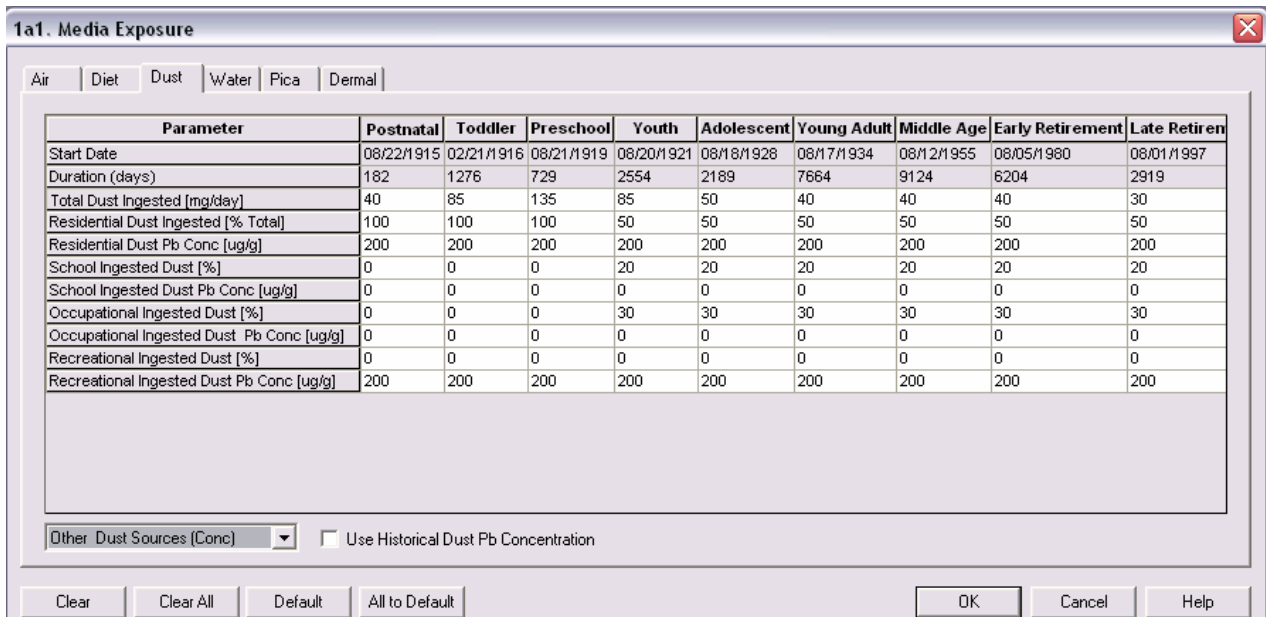 1a1. Media Exposure
Air Diet Dust Water Pica Dermal
Parameter Postnatal Toddler Preschool Youth Adolescent Young Adult Middle Age Early Retirement Late Retiren
Start Date 08/22/1915 02/21/1916 08/21/1919 08/20/1921 08/18/1928 08/17/1934 08/12/1955 08/05/1980 08/01/1997
Duration (days) 182 1276 729 2554 2189 7664 9124 6204 2919
Total Dust Ingested [mg/day] 40 85 135 85 50 40 40 40 30
Residential Dust Ingested [% Total] 100 100 100 50 50 50 50 50 50
Residential Dust Pb Conc [ug/g] 200 200 200 200 200 200 200 200 200
School Ingested Dust [%] 0 0 0 20 20 20 20 20 20
School Ingested Dust Pb Conc [ug/g] 0 0 0 0 0 0 0 0 0
Occupational Ingested Dust [%] 0 0 0 30 30 30 30 30 30
Occupational Ingested Dust Pb Conc [ug/g] 0 0 0 0 0 0 0 0 0
Recreational Ingested Dust [%] 0 0 0 0 0 0 0 0 0
Recreational Ingested Dust Pb Conc [ug/g] 200 200 200 200 200 200 200 200 200
Other Dust Sources (Conc) Use Historical Dust Pb Concentration
Clear Clear All Default All to Default OK Cancel Help